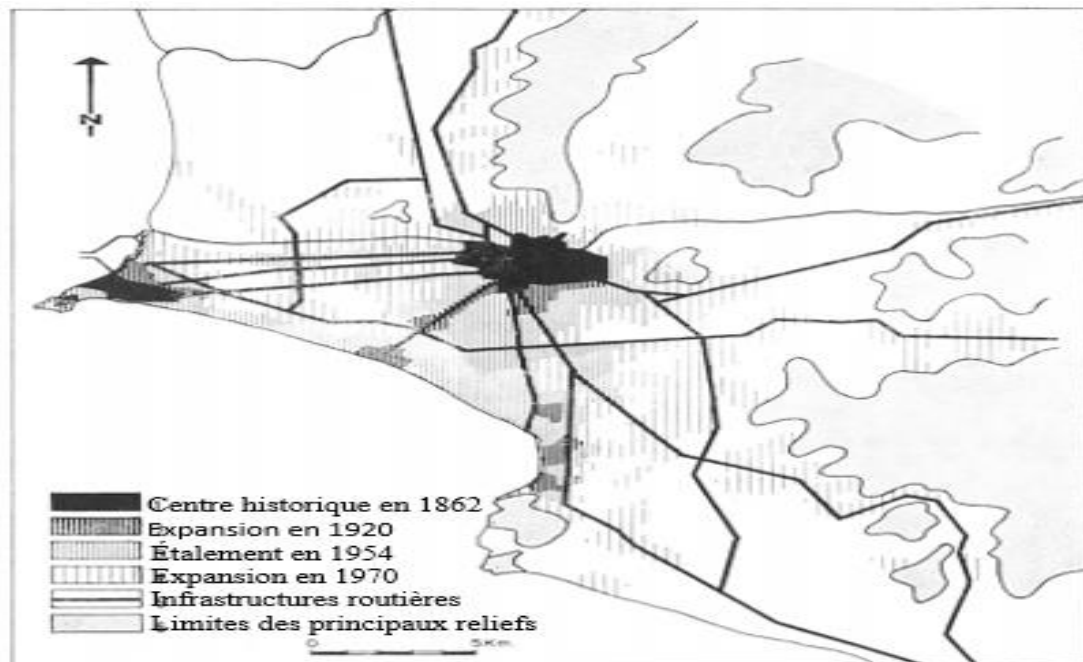 N
Centre historique en 1862
Expansion en 1920
Étalement en 1954
Expansion en 1970
Infrastructures routières
Limites des principaux reliefs
0 5Km.